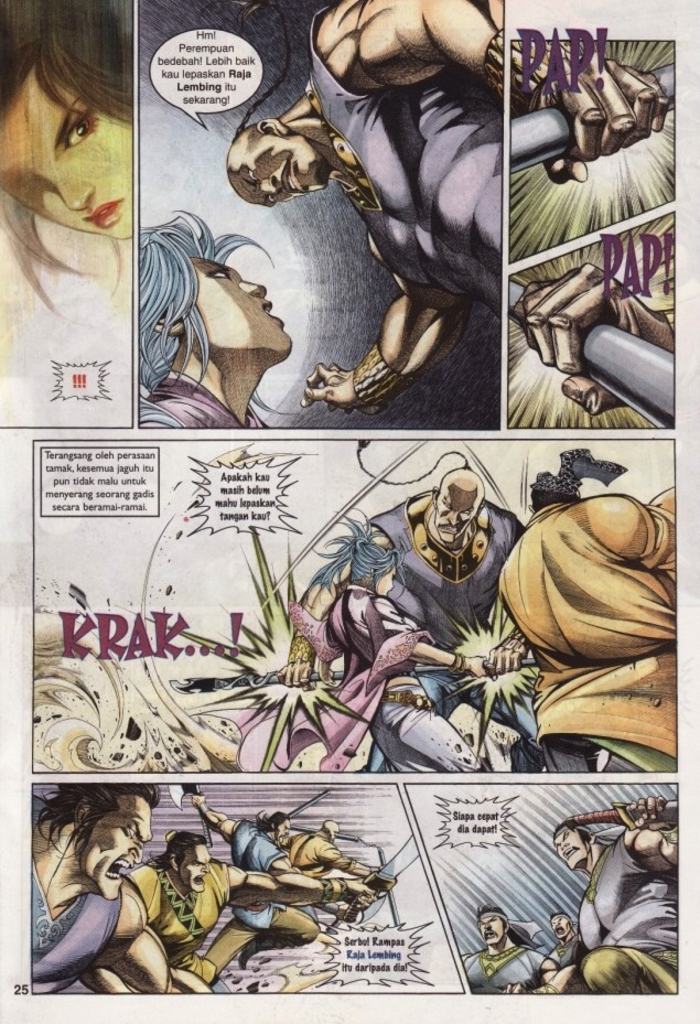 !!!
Hm!
Perempuan
bedebah! Lebih baik
kau lepaskan Raja
Lembing itu
sekarang!
PAP!
PAP!
Terangsang oleh perasaan
tamak, kesemua jaguh itu
pun tidak malu untuk
menyerang seorang gadis
secara beramai-ramai.
Apakah kau
masih belum
mahu lepaskan
tangan kau?
KRAK...!
Serbu! Rampas
Raja Lembing
itu daripada dia!
Siapa cepat
dia dapat!
25